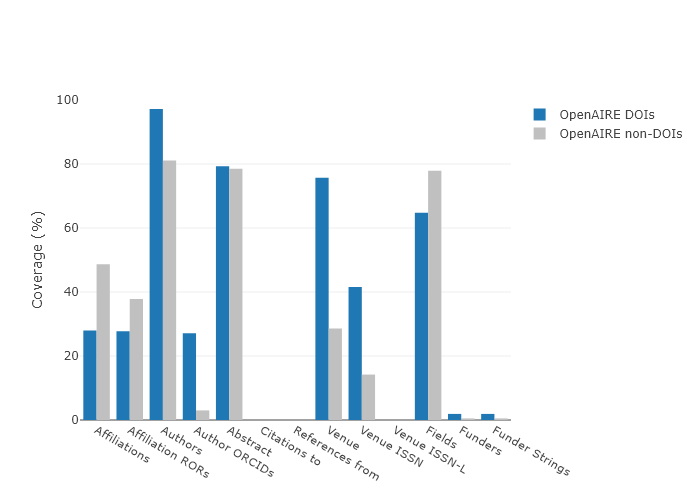 100
80
60
40
20
0
Coverage (%)
Affiliations
Affiliation RORs
Authors
Author ORCIDs
Abstract
Citations to
References from
Venue
Venue ISSN
Venue ISSN-L
Fields
Funders
Funder Strings
OpenAIRE DOIs
OpenAIRE non-DOIs